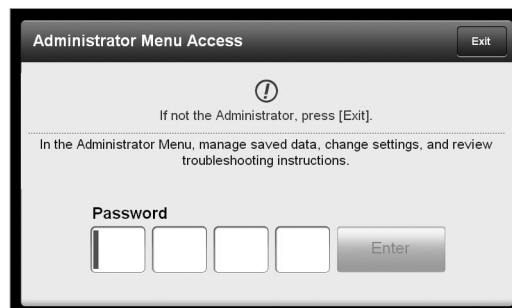 Administrator Menu Access
Exit
If not the Administrator, press [Exit].
In the Administrator Menu, manage saved data, change settings, and review
troubleshooting instructions.
Password
Enter